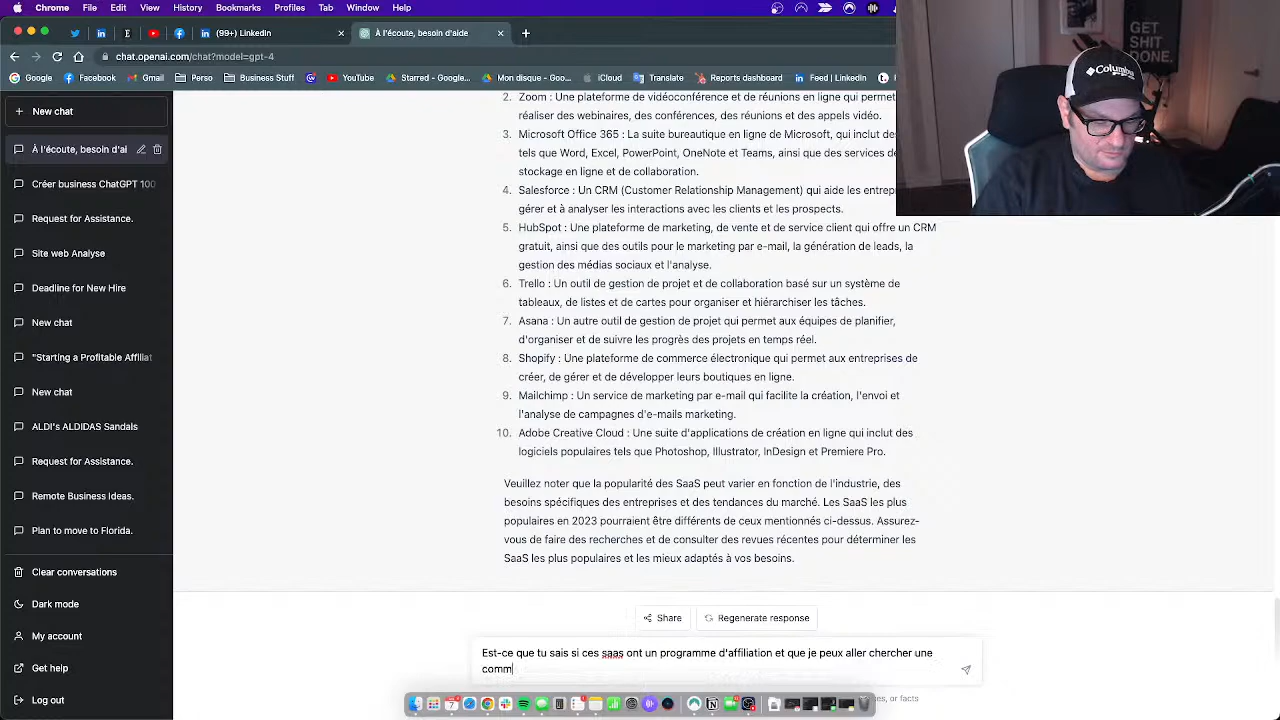 Chrome File Edit View History Bookmarks Profiles Tab Window Help
(99+) LinkedIn
À l'écoute, besoin d'aide
chat.openai.com/chat?model=gpt-4
Google Facebook Gmail Perso Business Stuff YouTube Started - Google... Mon disque - Goo... iCloud Translate Reports dashboard Feed | LinkedIn
GET
SHIT
DONE.
Columbia
New chat
À l'écoute, besoin d'ai
Créer business ChatGPT 100
Request for Assistance.
Site web Analyse
Deadline for New Hire
New chat
"Starting a Profitable Affiliat
New chat
ALDI's ALDIDAS Sandals
Request for Assistance.
Remote Business Ideas.
Plan to move to Florida.
Clear conversations
Dark mode
My account
Get help
Log out
2. Zoom : Une plateforme de vidéoconférence et de réunions en ligne qui permet
réaliser des webinaires, des conférences, des réunions et des appels vidéo.
3. Microsoft Office 365 : La suite bureautique en ligne de Microsoft, qui inclut des
tels que Word, Excel, PowerPoint, OneNote et Teams, ainsi que des services de
stockage en ligne et de collaboration.
4. Salesforce : Un CRM (Customer Relationship Management) qui aide les entrep
gérer et à analyser les interactions avec les clients et les prospects.
5. HubSpot : Une plateforme de marketing, de vente et de service client qui offre un CRM
gratuit, ainsi que des outils pour le marketing par e-mail, la génération de leads, la
gestion des médias sociaux et l'analyse.
6. Trello : Un outil de gestion de projet et de collaboration basé sur un système de
tableaux, de listes et de cartes pour organiser et hiérarchiser les tâches.
7. Asana : Un autre outil de gestion de projet qui permet aux équipes de planifier,
d'organiser et de suivre les progrès des projets en temps réel.
8. Shopify : Une plateforme de commerce électronique qui permet aux entreprises de
créer, de gérer et de développer leurs boutiques en ligne.
9. Mailchimp : Un service de marketing par e-mail qui facilite la création, l'envoi et
l'analyse de campagnes d'e-mails marketing.
10. Adobe Creative Cloud : Une suite d'applications de création en ligne qui inclut des
logiciels populaires tels que Photoshop, Illustrator, InDesign et Premiere Pro.
Veuillez noter que la popularité des SaaS peut varier en fonction de l'industrie, des
besoins spécifiques des entreprises et des tendances du marché. Les SaaS les plus
populaires en 2023 pourraient être différents de ceux mentionnés ci-dessus. Assurez-
vous de faire des recherches et de consulter des revues récentes pour déterminer les
SaaS les plus populaires et les mieux adaptés à vos besoins.
Share
Regenerate response
Est-ce que tu sais si ces saas ont un programme d'affiliation et que je peux aller chercher une
comm
es, or facts